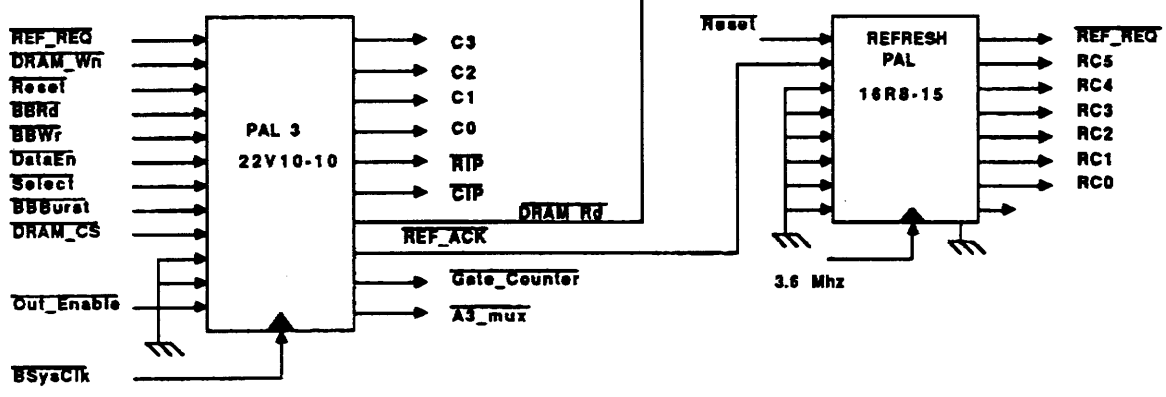 REF_REQ
DRAM_Wn
Reset
BBRd
BBWr
DataEn
Select
BBBurst
DRAM_CS
Out_Enable
BSysClk
PAL 3
22V10-10
C3
C2
C1
C0
RIP
CIP
DRAM_Rd
REF_ACK
Gate_Counter
A3_mux
Reset
REFRESH
PAL
16R8-15
3.6 Mhz
REF_REQ
RC5
RC4
RC3
RC2
RC1
RC0